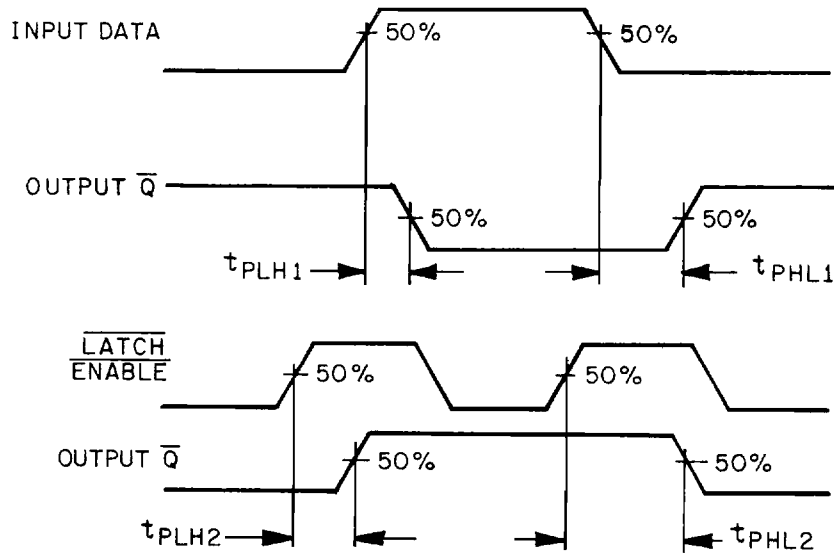 INPUT DATA
50%
50%
OUTPUT Q̅
50%
50%
tPLH1
tPHL1
LATCH
ENABLE
50%
50%
OUTPUT Q̅
50%
50%
tPLH2
tPHL2